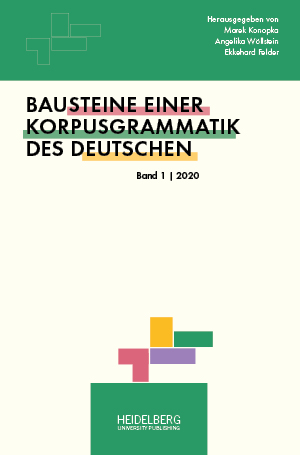 Herausgegeben von
Marek Konopka
Angelika Wöllstein
Ekkehard Felder
BAUSTEINE EINER
KORPUSGRAMMATIK
DES DEUTSCHEN
Band 1 | 2020
HEIDELBERG
UNIVERSITY PUBLISHING